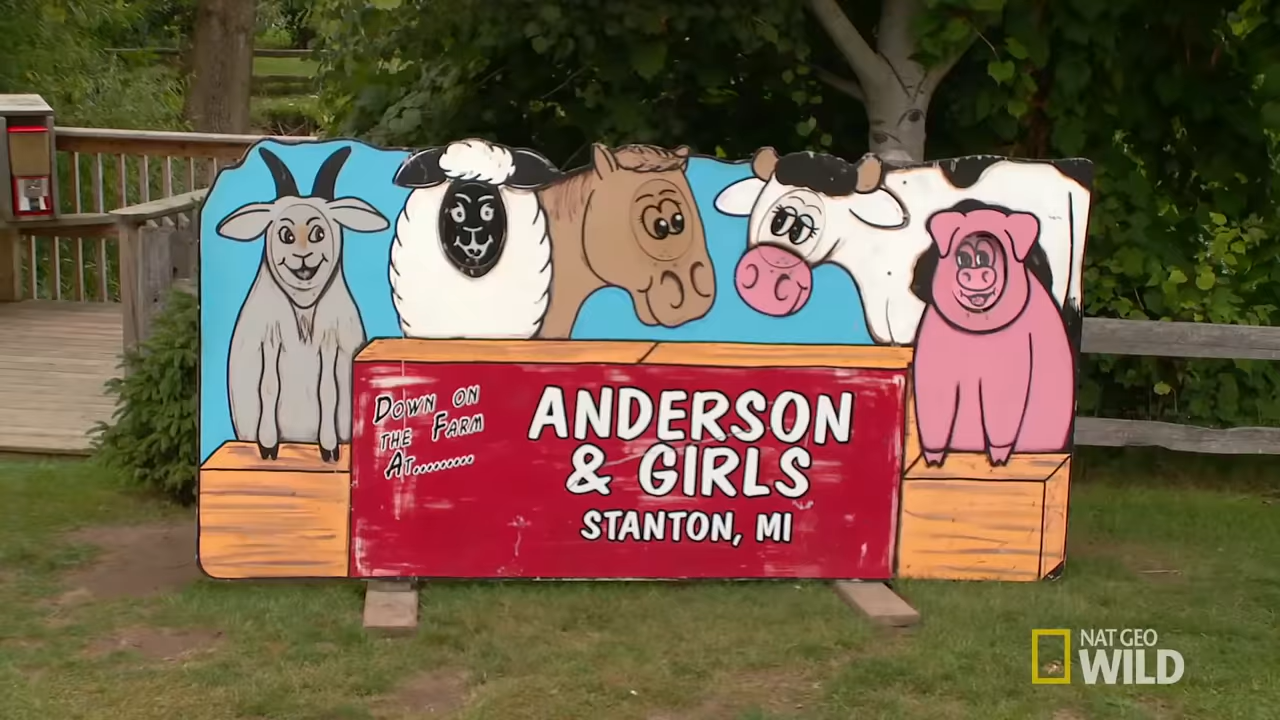 DOWN ON
THE FARM
AT.........
ANDERSON
& GIRLS
STANTON, MI
NAT GEO
WILD